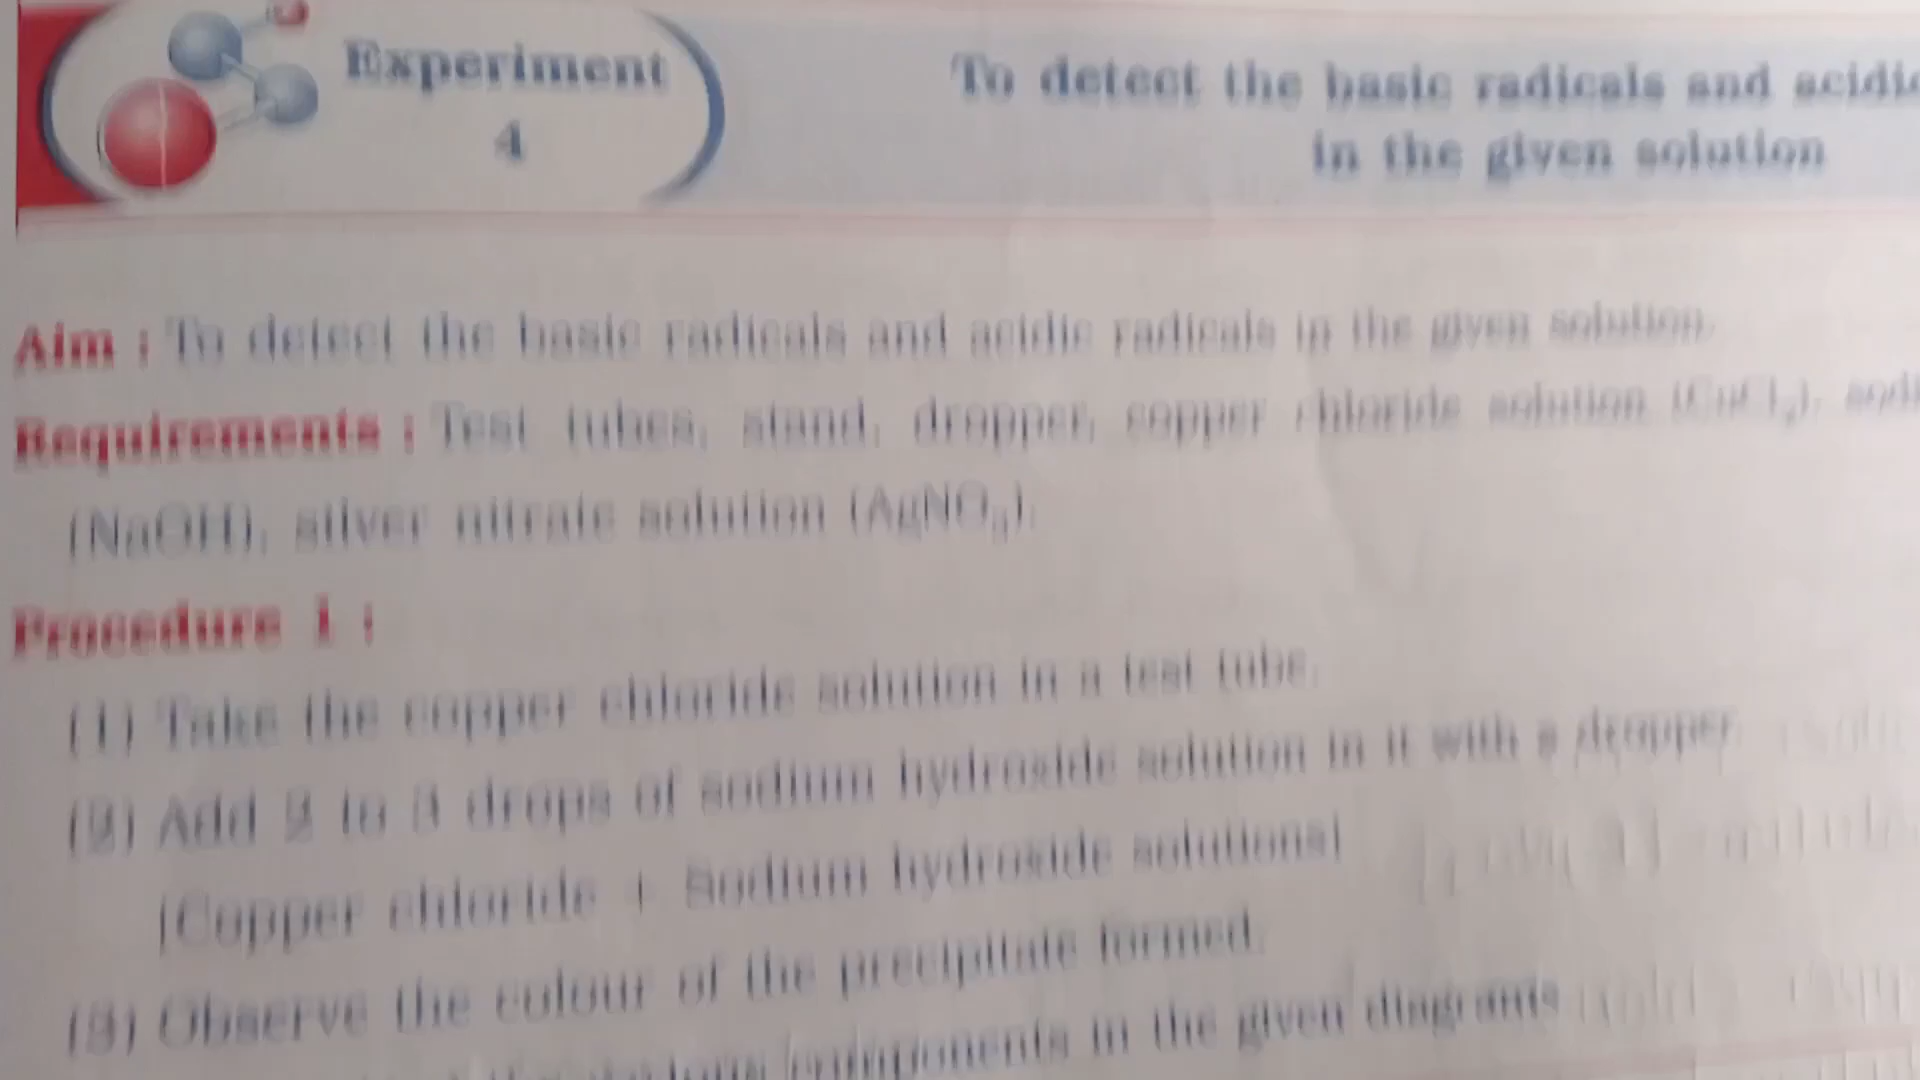 Experiment
4
To detect the basic radicals and acidic
in the given solution
Aim : To detect the basic radicals and acidic radicals in the given solution.
Requirements : Test tubes, stand, dropper, copper chloride solution (CuCl₂),
(NaOH), silver nitrate solution (AgNO₃).
Procedure 1 :
(1) Take the copper chloride solution in a test tube.
(2) Add 2 to 3 drops of sodium hydroxide solution in it with a dropper.
[Copper chloride + Sodium hydroxide solutions]
(3) Observe the colour of the precipitate formed.
components in the given diagrams